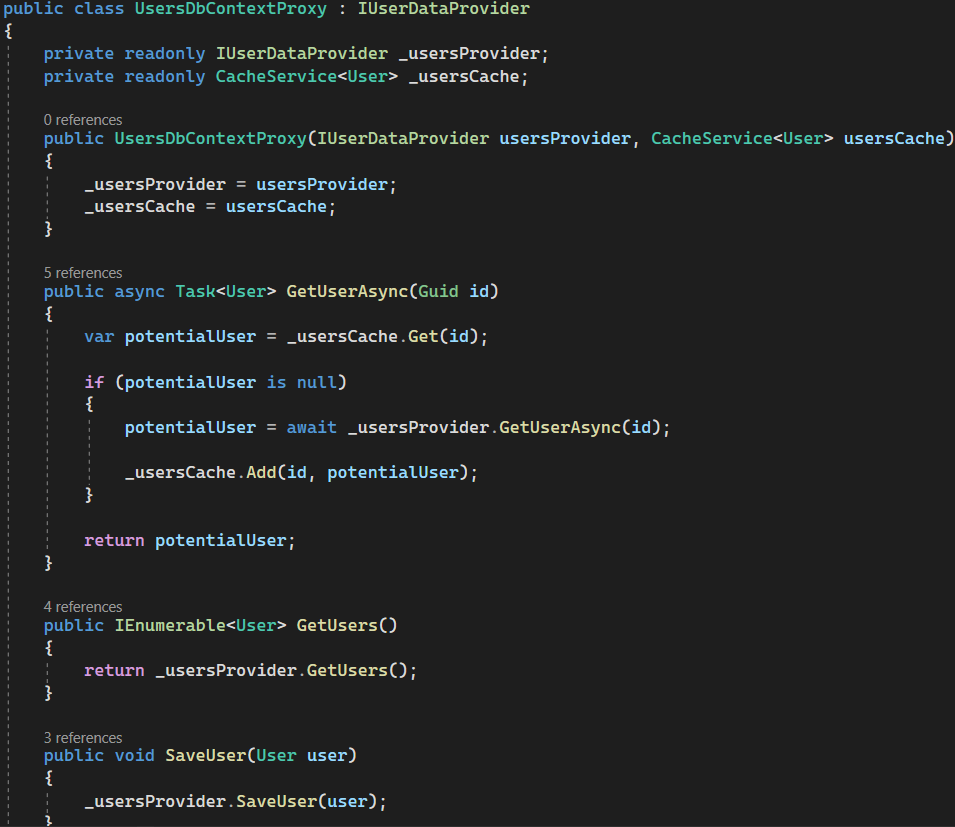 public class UsersDbContextProxy : IUserDataProvider
{
    private readonly IUserDataProvider _usersProvider;
    private readonly CacheService<User> _usersCache;

    0 references
    public UsersDbContextProxy(IUserDataProvider usersProvider, CacheService<User> usersCache)
    {
        _usersProvider = usersProvider;
        _usersCache = usersCache;
    }

    5 references
    public async Task<User> GetUserAsync(Guid id)
    {
        var potentialUser = _usersCache.Get(id);

        if (potentialUser is null)
        {
            potentialUser = await _usersProvider.GetUserAsync(id);

            _usersCache.Add(id, potentialUser);
        }

        return potentialUser;
    }

    4 references
    public IEnumerable<User> GetUsers()
    {
        return _usersProvider.GetUsers();
    }

    3 references
    public void SaveUser(User user)
    {
        _usersProvider.SaveUser(user);
    }